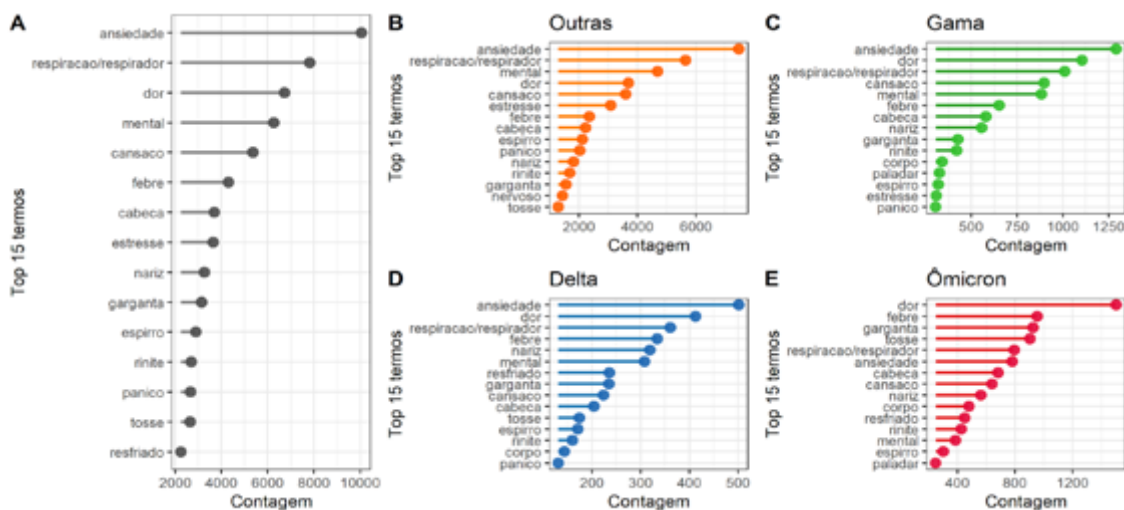 A
Top 15 termos
ansiedade
respiracao/respirador
dor
mental
cansaco
febre
cabeca
estresse
nariz
garganta
espirro
rinite
panico
tosse
resfriado
2000 4000 6000 8000 10000
Contagem
B Outras
Top 15 termos
ansiedade
respiracao/respirador
mental
dor
cansaco
estresse
febre
cabeca
espirro
panico
nariz
rinite
garganta
nervoso
tosse
2000 4000 6000
Contagem
C Gama
Top 15 termos
ansiedade
dor
respiracao/respirador
cansaco
mental
febre
cabeca
nariz
garganta
rinite
corpo
paladar
espirro
estresse
panico
500 750 1000 1250
Contagem
D Delta
Top 15 termos
ansiedade
dor
respiracao/respirador
febre
nariz
mental
resfriado
garganta
cansaco
cabeca
tosse
espirro
rinite
corpo
panico
200 300 400 500
Contagem
E Ômicron
Top 15 termos
dor
febre
garganta
tosse
respiracao/respirador
ansiedade
cabeca
cansaco
nariz
corpo
resfriado
rinite
mental
espirro
paladar
400 800 1200
Contagem